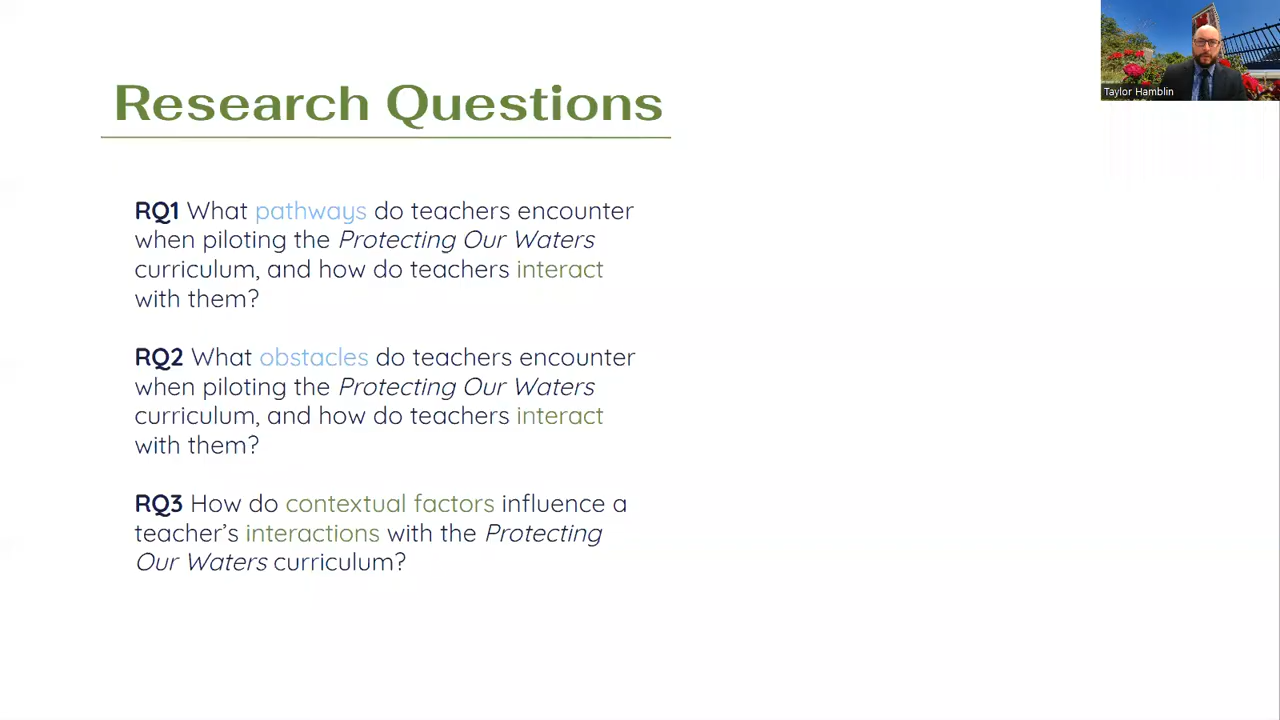 Research Questions
Taylor Hamblin
RQ1 What pathways do teachers encounter
when piloting the Protecting Our Waters
curriculum, and how do teachers interact
with them?
RQ2 What obstacles do teachers encounter
when piloting the Protecting Our Waters
curriculum, and how do teachers interact
with them?
RQ3 How do contextual factors influence a
teacher’s interactions with the Protecting
Our Waters curriculum?